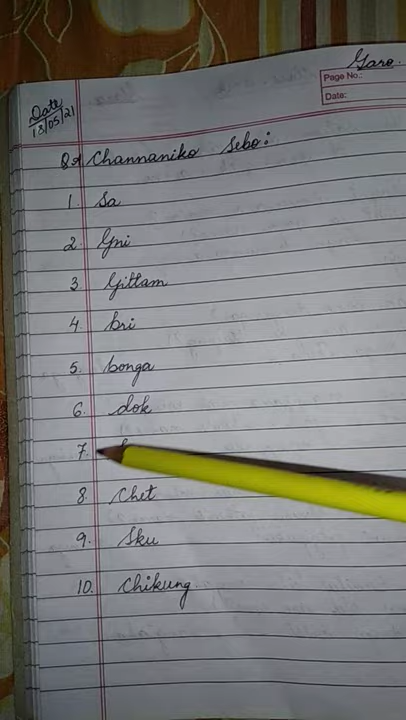 Garo.
Page No.:
Date:
Date
13/05/21
Q1 Channaniko Sebo:
1. Sa
2. Gni
3. Gittam
4. bri
5. bonga
6. dok
7.
8. Chet
9. Sku
10. Chikung